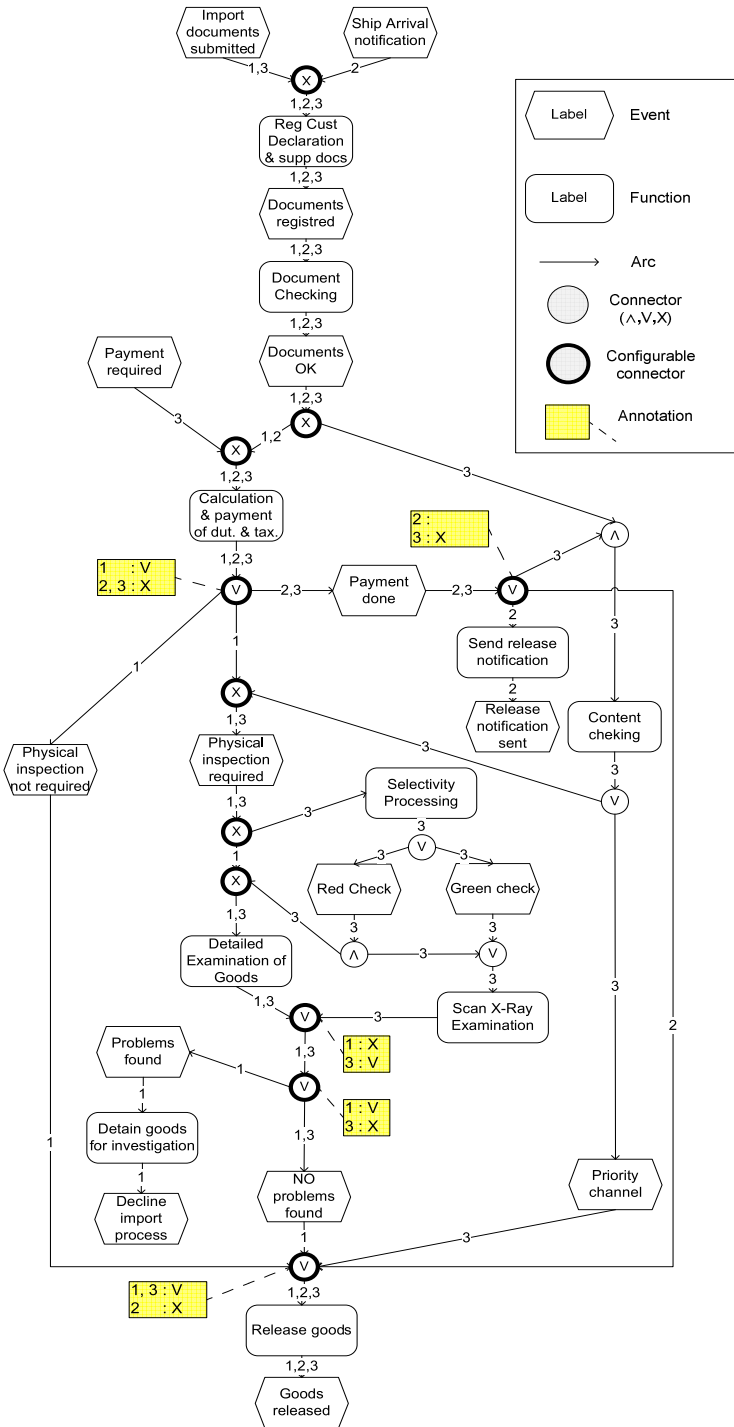 Import
documents
submitted
Ship Arrival
notification
1,3
2
X
1,2,3
Reg Cust
Declaration
& supp docs
1,2,3
Documents
registred
1,2,3
Document
Checking
1,2,3
Documents
OK
1,2,3
Payment
required
3
X
1,2
X
3
1,2,3
Calculation
& payment
of dut. & tax.
1,2,3
1 : V
2, 3 : X
V
2,3
Payment
done
2,3
2 :
3 : X
V
3
Λ
2
Send release
notification
2
Release
notification
sent
3
Content
cheking
3
V
1
1
X
1,3
3
Physical
inspection
not required
Physical
inspection
required
1,3
X
3
Selectivity
Processing
3
V
3
3
1
X
Red Check
Green check
1,3
3
3
3
Λ
3
V
Detailed
Examination of
Goods
3
Scan X-Ray
Examination
1,3
3
V
1 : X
3 : V
1,3
V
1 : V
3 : X
1
Problems
found
1
Detain goods
for investigation
1
Decline
import
process
1,3
NO
problems
found
1
3
2
1
Priority
channel
3
V
1, 3 : V
2 : X
1,2,3
Release goods
1,2,3
Goods
released
Label
Event
Label
Function
Arc
Connector
(Λ,V,X)
Configurable
connector
Annotation